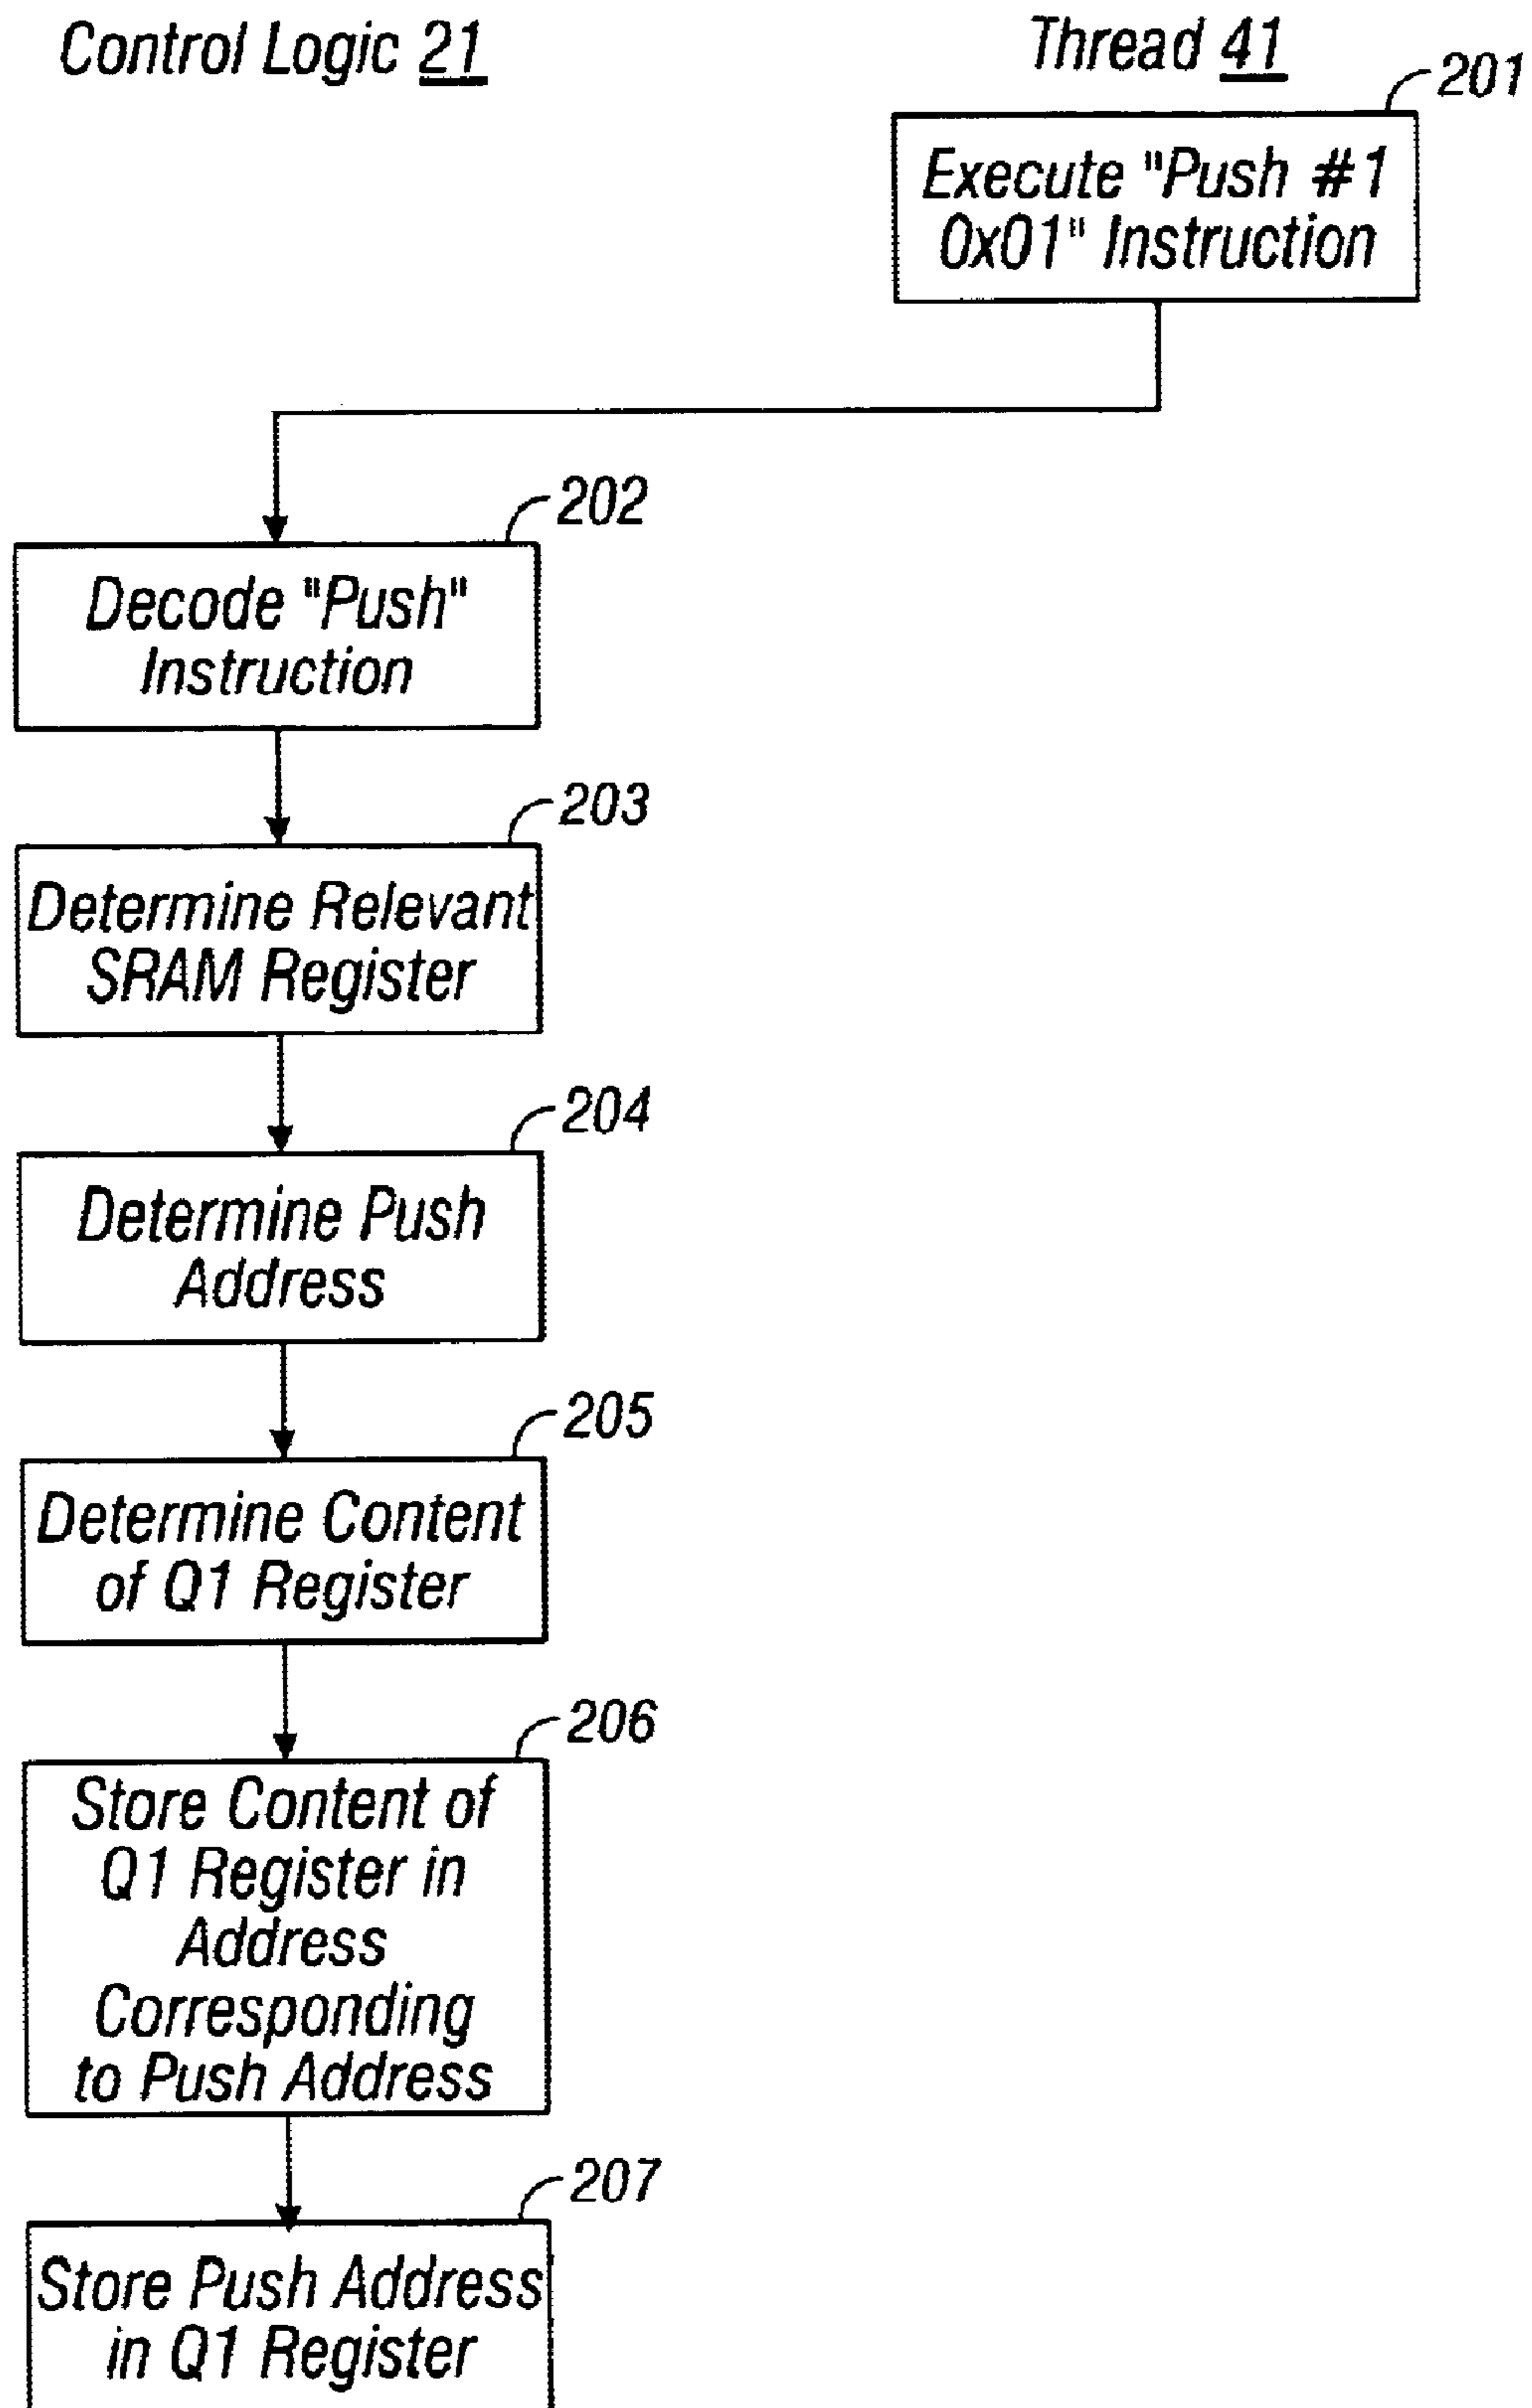 Control Logic 21
Thread 41
201
Execute "Push #1
0x01" Instruction
202
Decode "Push"
Instruction
203
Determine Relevant
SRAM Register
204
Determine Push
Address
205
Determine Content
of Q1 Register
206
Store Content of
Q1 Register in
Address
Corresponding
to Push Address
207
Store Push Address
in Q1 Register